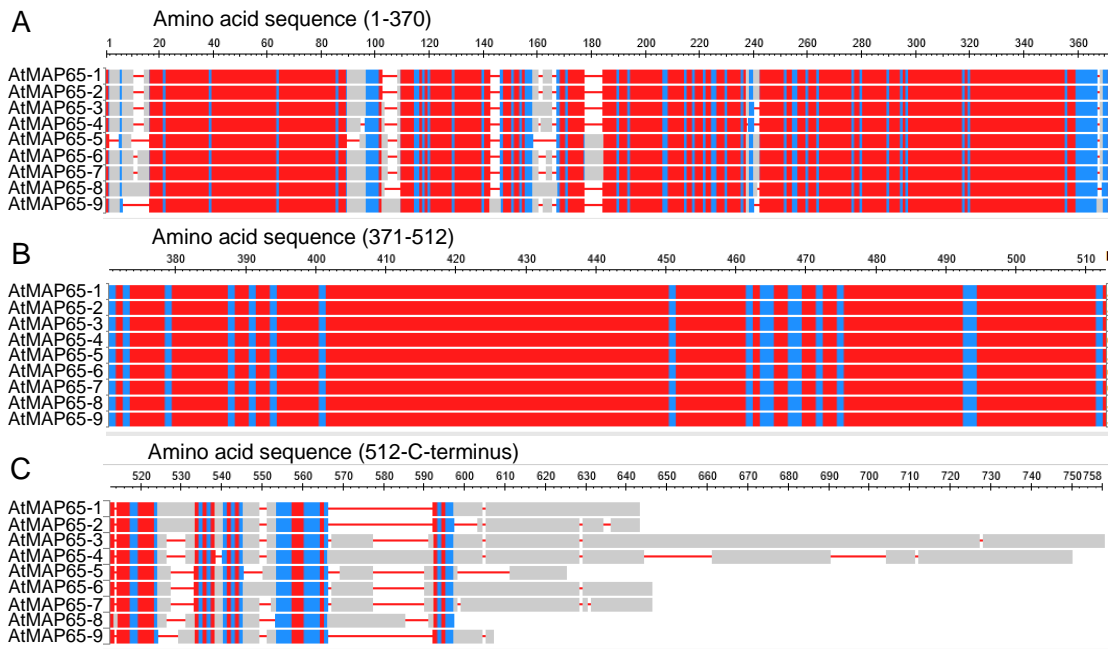 A
Amino acid sequence (1-370)
1 20 40 60 80 100 120 140 160 180 200 220 240 260 280 300 320 340 360
AtMAP65-1
AtMAP65-2
AtMAP65-3
AtMAP65-4
AtMAP65-5
AtMAP65-6
AtMAP65-7
AtMAP65-8
AtMAP65-9
B
Amino acid sequence (371-512)
380 390 400 410 420 430 440 450 460 470 480 490 500 510
AtMAP65-1
AtMAP65-2
AtMAP65-3
AtMAP65-4
AtMAP65-5
AtMAP65-6
AtMAP65-7
AtMAP65-8
AtMAP65-9
C
Amino acid sequence (512-C-terminus)
520 530 540 550 560 570 580 590 600 610 620 630 640 650 660 670 680 690 700 710 720 730 740 750 758
AtMAP65-1
AtMAP65-2
AtMAP65-3
AtMAP65-4
AtMAP65-5
AtMAP65-6
AtMAP65-7
AtMAP65-8
AtMAP65-9